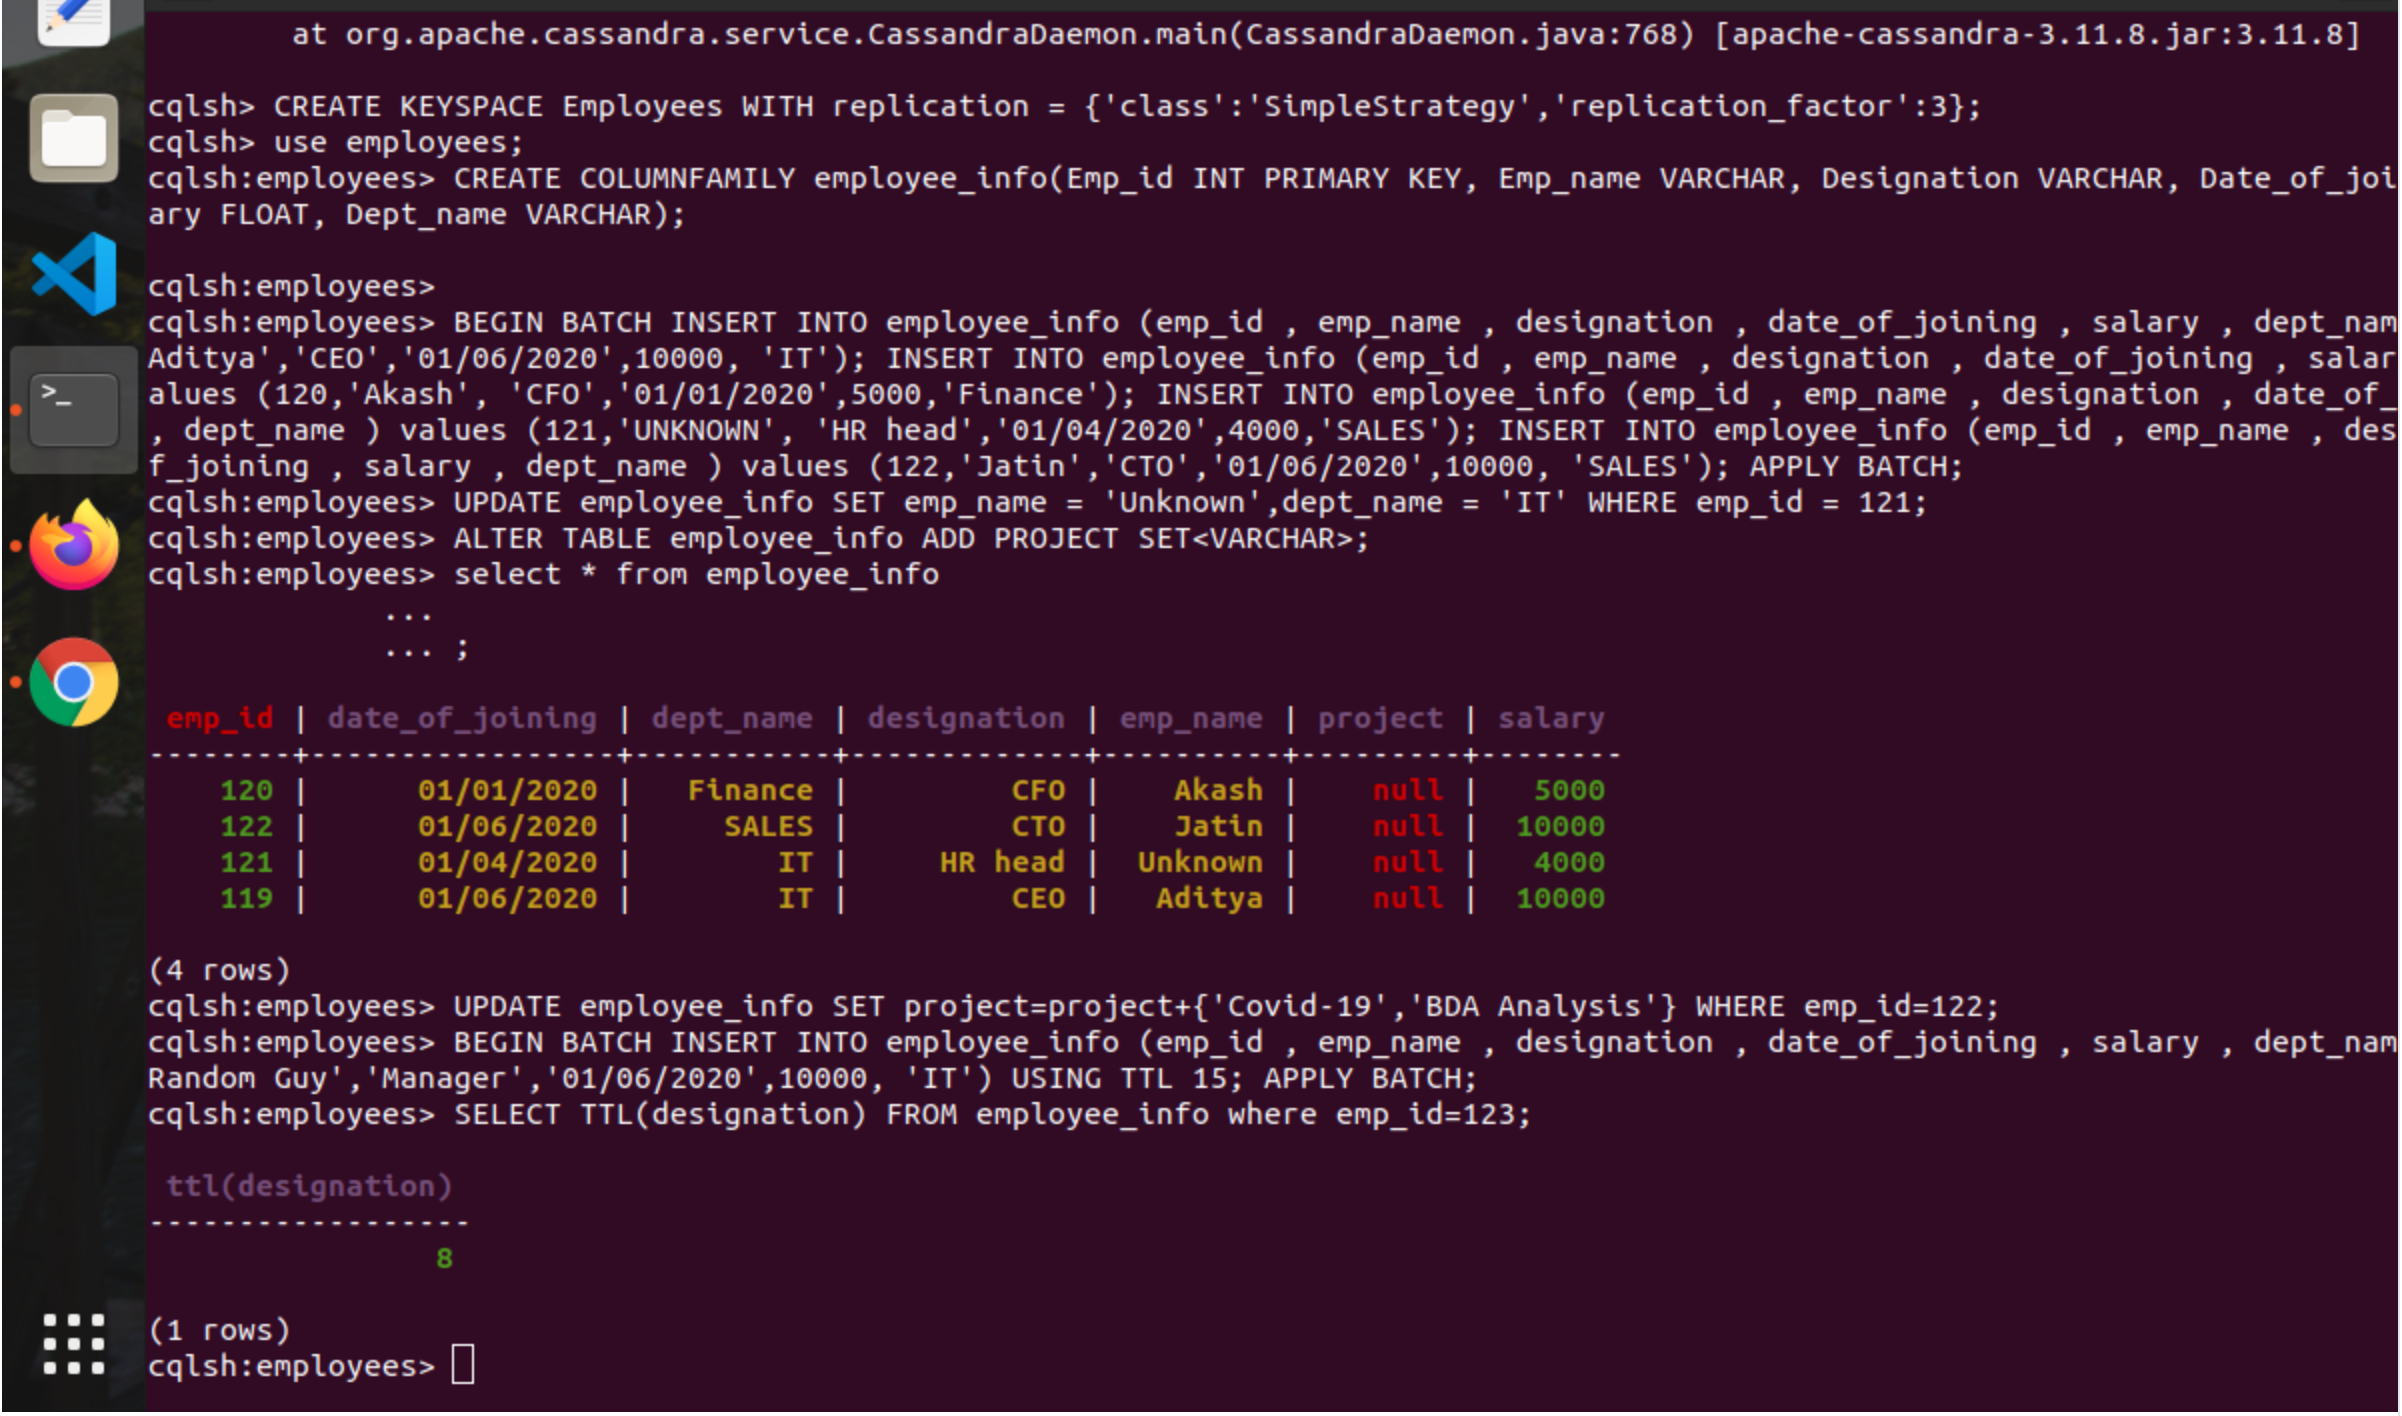 at org.apache.cassandra.service.CassandraDaemon.main(CassandraDaemon.java:768) [apache-cassandra-3.11.8.jar:3.11.8]
cqlsh> CREATE KEYSPACE Employees WITH replication = {'class':'SimpleStrategy','replication_factor':3};
cqlsh> use employees;
cqlsh:employees> CREATE COLUMNFAMILY employee_info(Emp_id INT PRIMARY KEY, Emp_name VARCHAR, Designation VARCHAR, Date_of_joi
ary FLOAT, Dept_name VARCHAR);
cqlsh:employees>
cqlsh:employees> BEGIN BATCH INSERT INTO employee_info (emp_id , emp_name , designation , date_of_joining , salary , dept_nam
Aditya','CEO','01/06/2020',10000, 'IT'); INSERT INTO employee_info (emp_id , emp_name , designation , date_of_joining , salar
alues (120,'Akash', 'CFO','01/01/2020',5000,'Finance'); INSERT INTO employee_info (emp_id , emp_name , designation , date_of_
, dept_name ) values (121,'UNKNOWN', 'HR head','01/04/2020',4000,'SALES'); INSERT INTO employee_info (emp_id , emp_name , des
f_joining , salary , dept_name ) values (122,'Jatin','CTO','01/06/2020',10000, 'SALES'); APPLY BATCH;
cqlsh:employees> UPDATE employee_info SET emp_name = 'Unknown',dept_name = 'IT' WHERE emp_id = 121;
cqlsh:employees> ALTER TABLE employee_info ADD PROJECT SET<VARCHAR>;
cqlsh:employees> select * from employee_info
...
... ;
emp_id | date_of_joining | dept_name | designation | emp_name | project | salary
--------+-----------------+-----------+-------------+----------+---------+--------
120 | 01/01/2020 | Finance | CFO | Akash | null | 5000
122 | 01/06/2020 | SALES | CTO | Jatin | null | 10000
121 | 01/04/2020 | IT | HR head | Unknown | null | 4000
119 | 01/06/2020 | IT | CEO | Aditya | null | 10000
(4 rows)
cqlsh:employees> UPDATE employee_info SET project=project+{'Covid-19','BDA Analysis'} WHERE emp_id=122;
cqlsh:employees> BEGIN BATCH INSERT INTO employee_info (emp_id , emp_name , designation , date_of_joining , salary , dept_nam
Random Guy','Manager','01/06/2020',10000, 'IT') USING TTL 15; APPLY BATCH;
cqlsh:employees> SELECT TTL(designation) FROM employee_info where emp_id=123;
ttl(designation)
------------------
8
(1 rows)
cqlsh:employees>